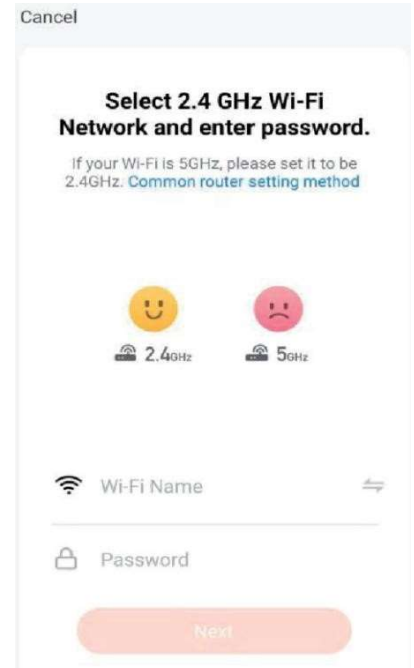 Cancel
Select 2.4 GHz Wi-Fi
Network and enter password.
If your Wi-Fi is 5GHz, please set it to be
2.4GHz. Common router setting method
2.4GHz
5GHz
Wi-Fi Name
Password
Next